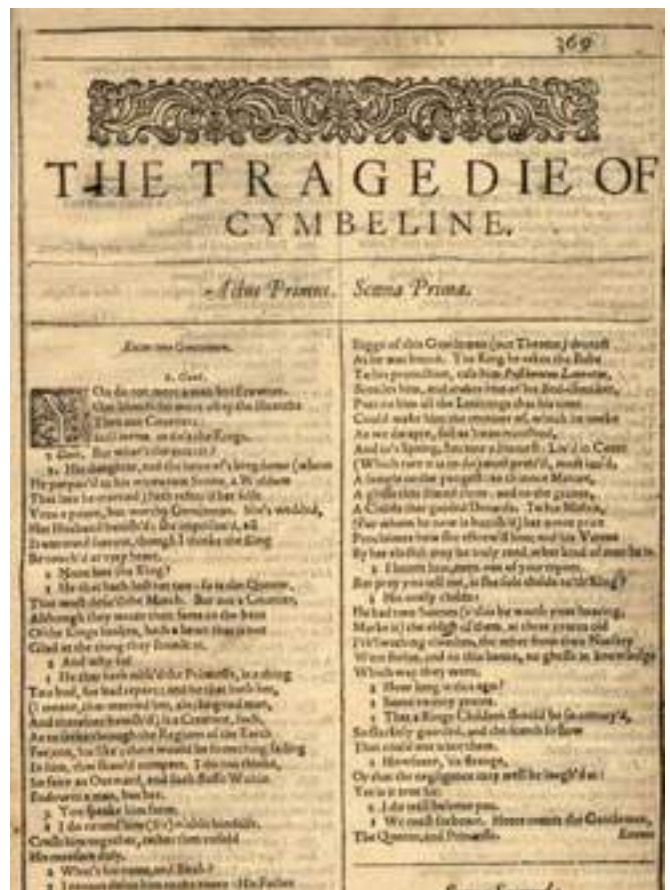 369
THE TRAGEDIE OF
CYMBELINE.
Actus Primus. Scœna Prima.
Enter two Gentlemen.
1. Gent.
You do not meet a man but Frownes.
Then our Courtiers:
2 Gent. But what's the matter?
1. His daughter, and the heire of's kingdome (whom
He purpos'd to his wiues sole Sonne, a Widdow
That late he married) hath referr'd her selfe
Vnto a poore, but worthy Gentleman. She's wedded,
Her Husband banish'd; she imprison'd, all
Is outward sorrow, though I thinke the King
Be touch'd at very heart.
2 None but the King?
1 He that hath lost her too: so is the Queene,
That most desir'd the Match. But not a Courtier,
Although they weare their faces to the bent
Of the Kings lookes, hath a heart that is not
Glad at the thing they scowle at.
2 And why so?
1 He that hath miss'd the Princesse, is a thing
Too bad, for bad report: and he that hath her,
(I meane, that married her, alacke good man,
And therefore banish'd) is a Creature, such,
As to seeke through the Regions of the Earth
For one, his like; there would be something failing
In him, that should compare. I do not thinke,
So faire an Outward, and such stuffe Within
Endowes a man, but hee.
2 You speake him farre.
1 I do extend him (Sir) within himselfe,
Crush him together, rather then vnfold
His measure duly.
2 What's his name, and Birth?
1 I cannot delue him to the roote: His Father
Bigge of this Gentleman (our Theame) deceast
As he was borne. The King he takes the Babe
To his protection, cals him Posthumus Leonatus,
Puts to him all the Learnings that his time
Could make him the receiuer of, which he tooke
As we do ayre, fast as 'twas ministred,
And in's Spring, became a Haruest: Liu'd in Court
(Which rare it is to do) most prais'd, most lou'd,
A sample to the yongest: to th'more Mature,
A glasse that feated them: and to the grauer,
A Childe that guided Dotards. To his Mistris,
(For whom he now is banish'd) her owne price
Proclaimes how she esteem'd him; and his Vertue
By her electiō may be truly read, what kind of man he is.
2 I honor him, euen out of your report.
But pray you tell me, is she sole childe to'th'King?
1 His onely childe:
He had two Sonnes (if this be worth your hearing,
Marke it) the eldest of them, at three yeares old
I'th'swathing cloathes, the other from their Nursery
Were stolne, and to this houre, no ghesse in knowledge
Which way they went.
2 How long is this ago?
1 Some twenty yeares.
2 That a Kings Children should be so conuey'd,
So slackely guarded, and the search so slow
That could not trace them.
1 Howsoere, 'tis strange,
Or that the negligence may well be laugh'd at:
Yet is it true Sir.
2 I do well beleeue you.
1 We must forbeare. Heere comes the Gentleman,
The Queene, and Princesse. Exeunt